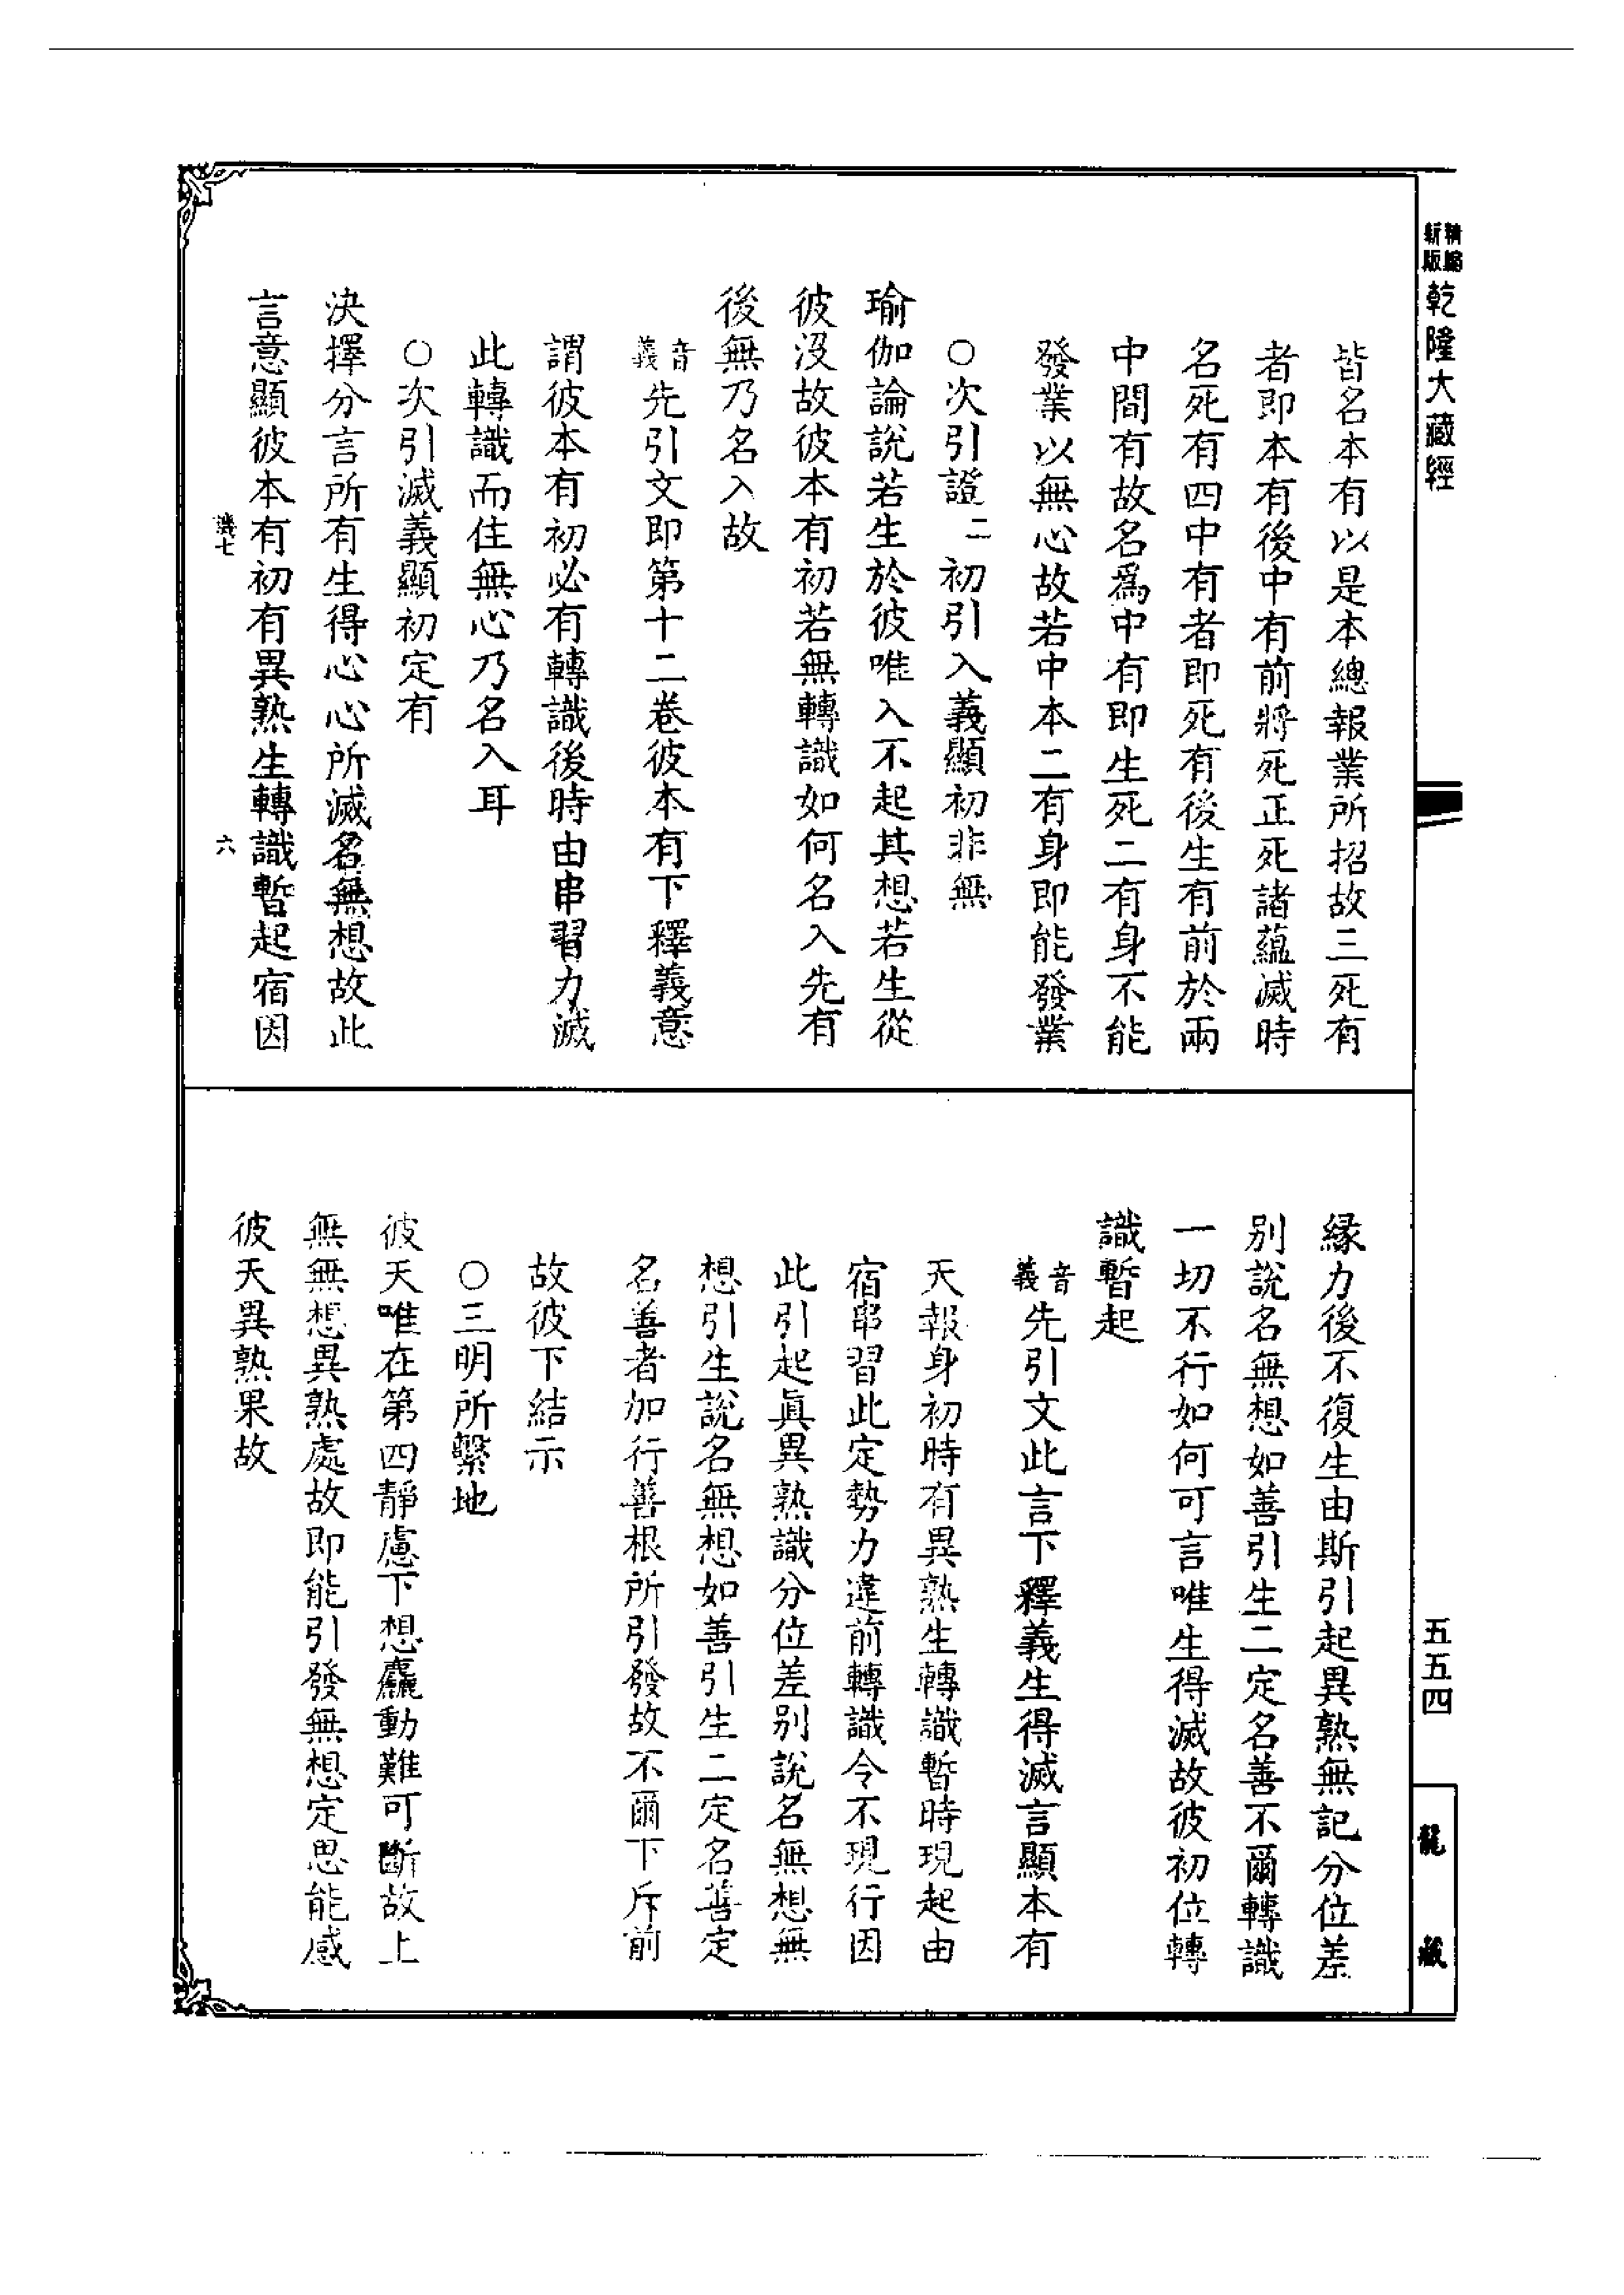 精編
新版
乾隆大藏經
皆名本有以是本總報業所招故三死有
者即本有後中有前將死正死諸蘊滅時
名死有四中有者即死有後生有前於兩
中間有故名爲中有即生死二有身不能
發業以無心故若中本二有身即能發業
○次引證二初引入義顯初非無
瑜伽論說若生於彼唯入不起其想若生從
彼沒故彼本有初若無轉識如何名入先有
後無乃名入故
音義先引文即第十二卷彼本有下釋義意
謂彼本有初必有轉識後時由串習力滅
此轉識而住無心乃名入耳
○次引滅義顯初定有
決擇分言所有生得心心所滅名無想故此
言意顯彼本有初有異熟生轉識暫起宿因
六
緣力後不復生由斯引起異熟無記分位差
別說名無想如善引生二定名善不爾轉識
一切不行如何可言唯生得滅故彼初位轉
識暫起
音義先引文此言下釋義生得滅言顯本有
天報身初時有異熟生轉識暫時現起由
宿串習此定勢力違前轉識令不現行因
此引起眞異熟識分位差別說名無想無
想引生說名無想如善引生二定名善定
名善者加行善根所引發故不爾下斥前
故彼下結示
○三明所繫地
彼天唯在第四靜慮下想麤動難可斷故上
無無想異熟處故即能引發無想定思能感
彼天異熟果故
五五四
龍藏